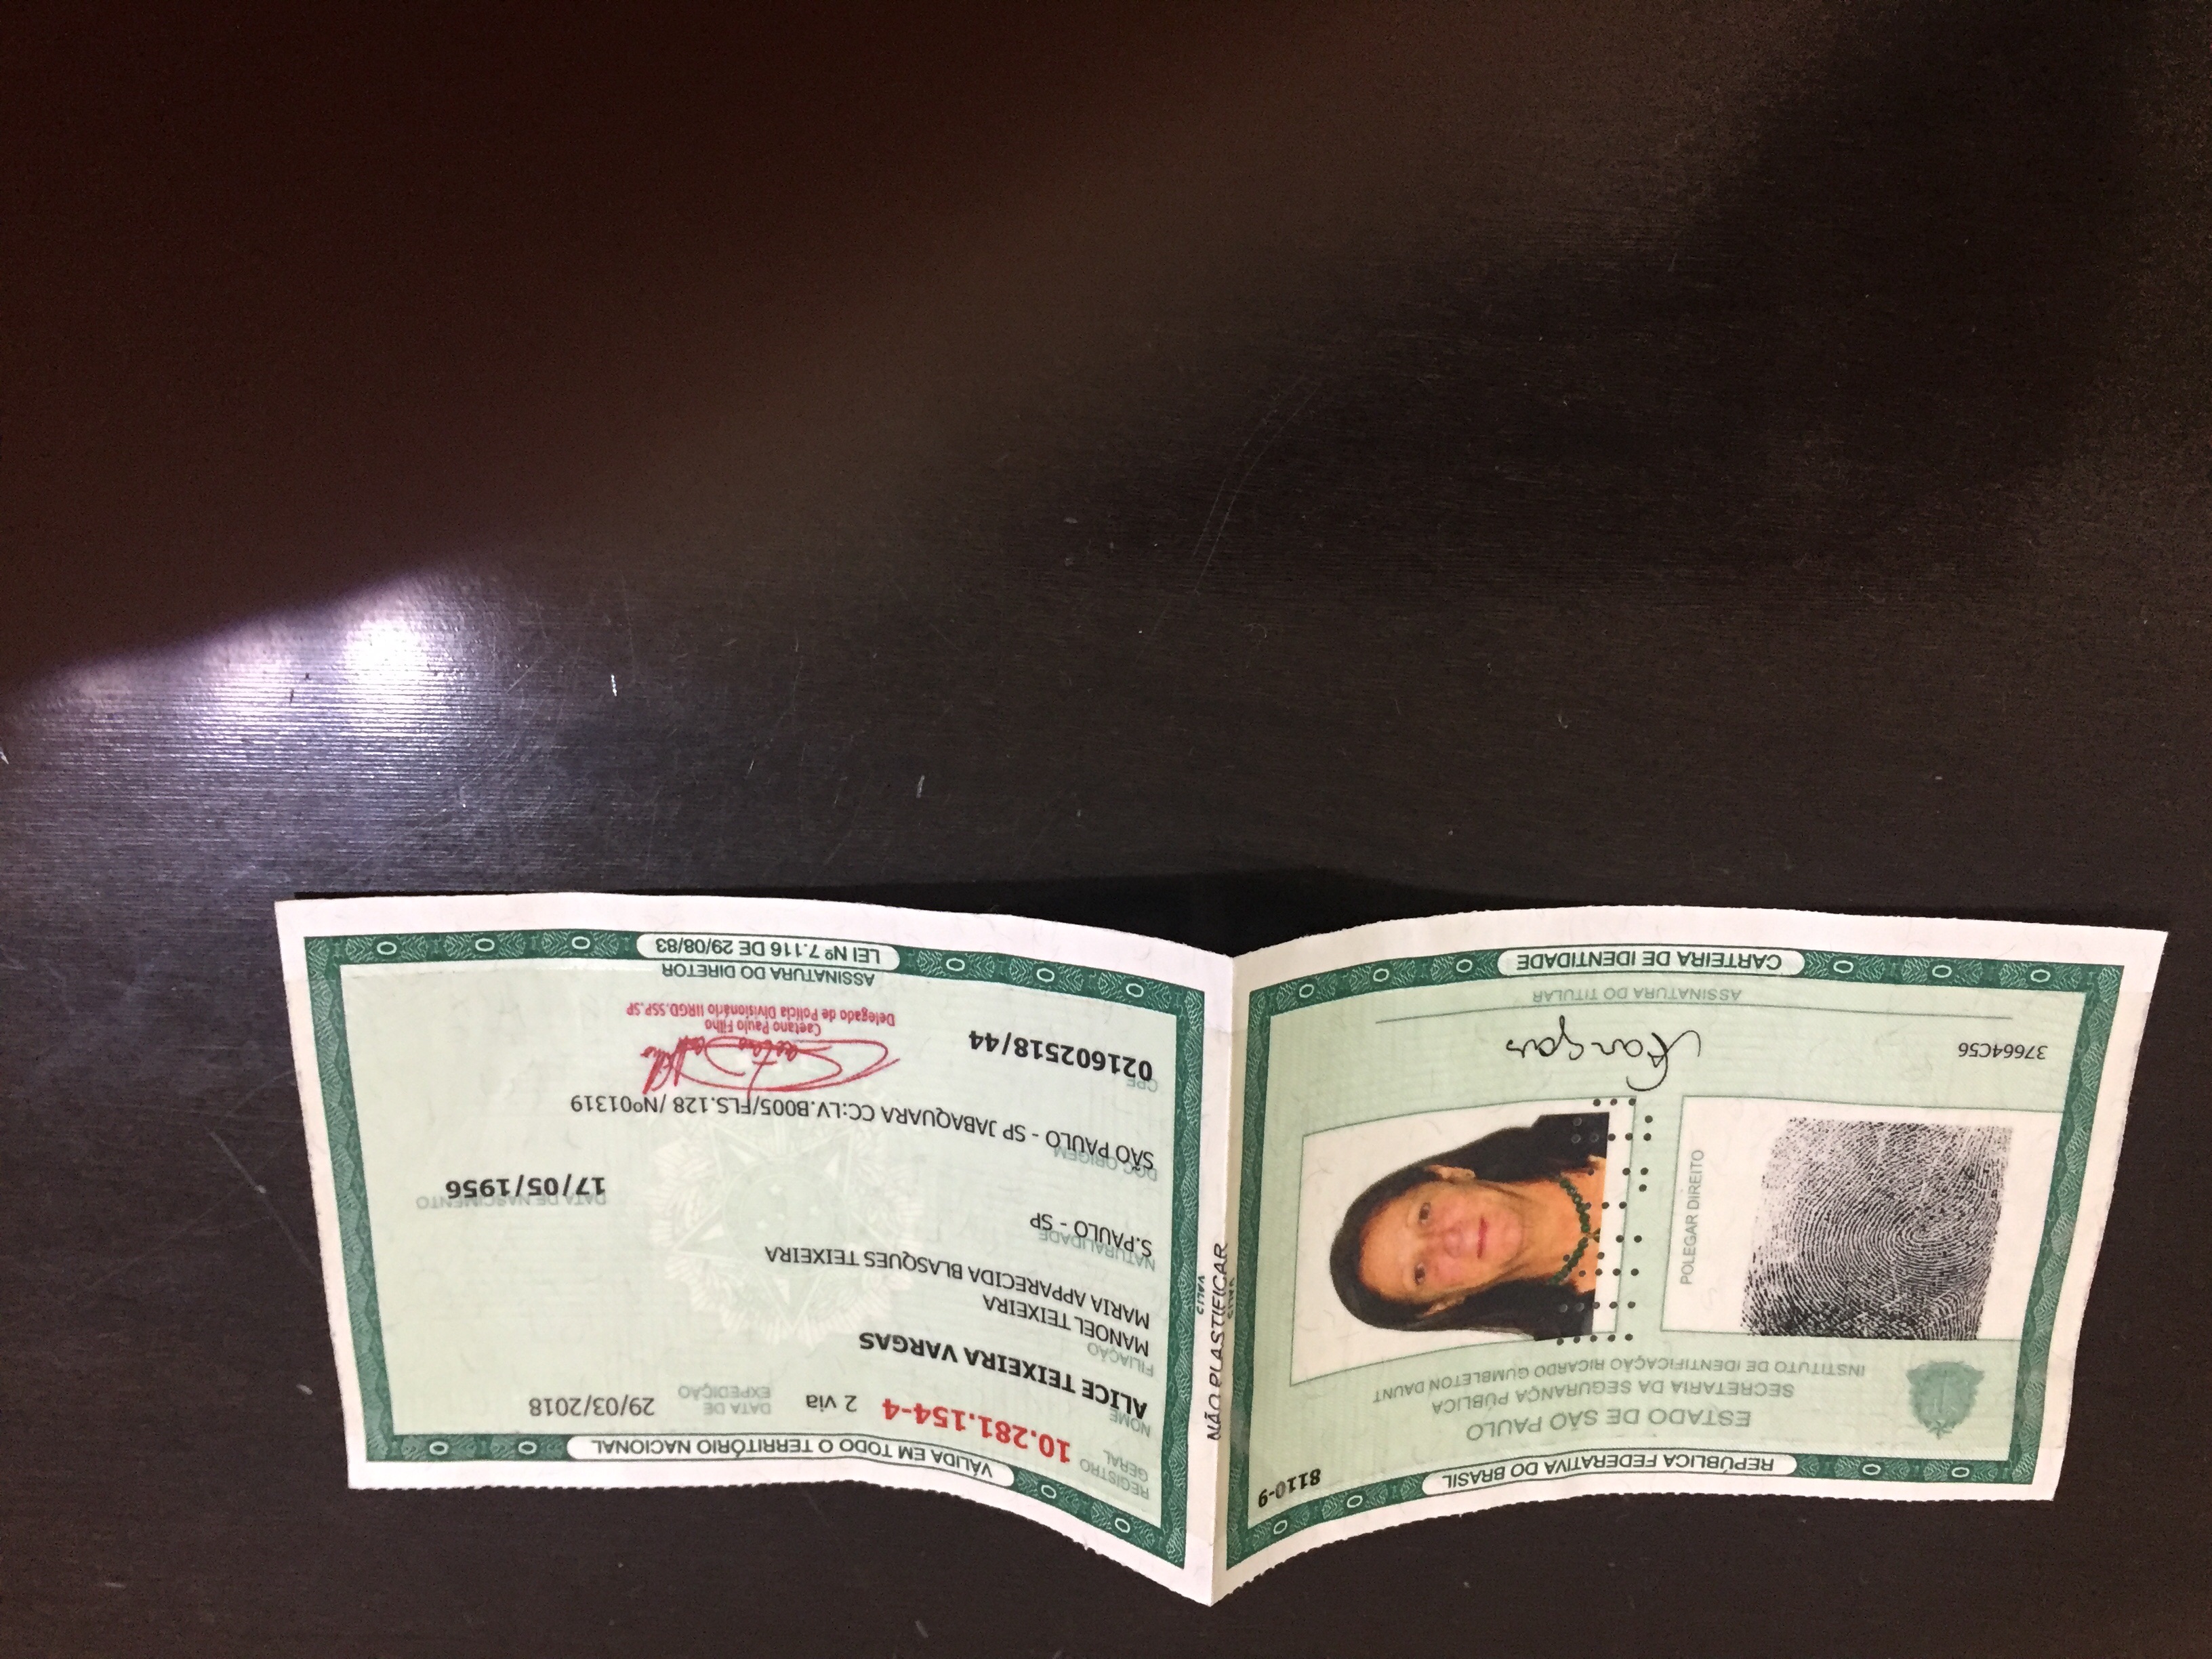 REPÚBLICA FEDERATIVA DO BRASIL
8110-9
ESTADO DE SÃO PAULO
SECRETARIA DA SEGURANÇA PÚBLICA
INSTITUTO DE IDENTIFICAÇÃO RICARDO GUMBLETON DAUNT
POLEGAR DIREITO
37664C56
ASSINATURA DO TITULAR
CARTEIRA DE IDENTIDADE
NÃO PLASTIFICAR
VÁLIDA EM TODO O TERRITÓRIO NACIONAL
REGISTRO GERAL 10.281.154-4 2 via DATA DE EXPEDIÇÃO 29/03/2018
NOME
ALICE TEIXEIRA VARGAS
FILIAÇÃO
MANOEL TEIXEIRA
MARIA APPARECIDA BLASQUES TEIXEIRA
NATURALIDADE
S.PAULO - SP
DATA DE NASCIMENTO
17/05/1956
DOC ORIGEM
SÃO PAULO - SP JABAQUARA CC:LV.B005/FLS.128 /Nº01319
CPF
021602518/44
Caetano Paulo Filho
Delegado de Polícia Divisionário IIRGD.SSP.SP
ASSINATURA DO DIRETOR
LEI Nº 7.116 DE 29/08/83